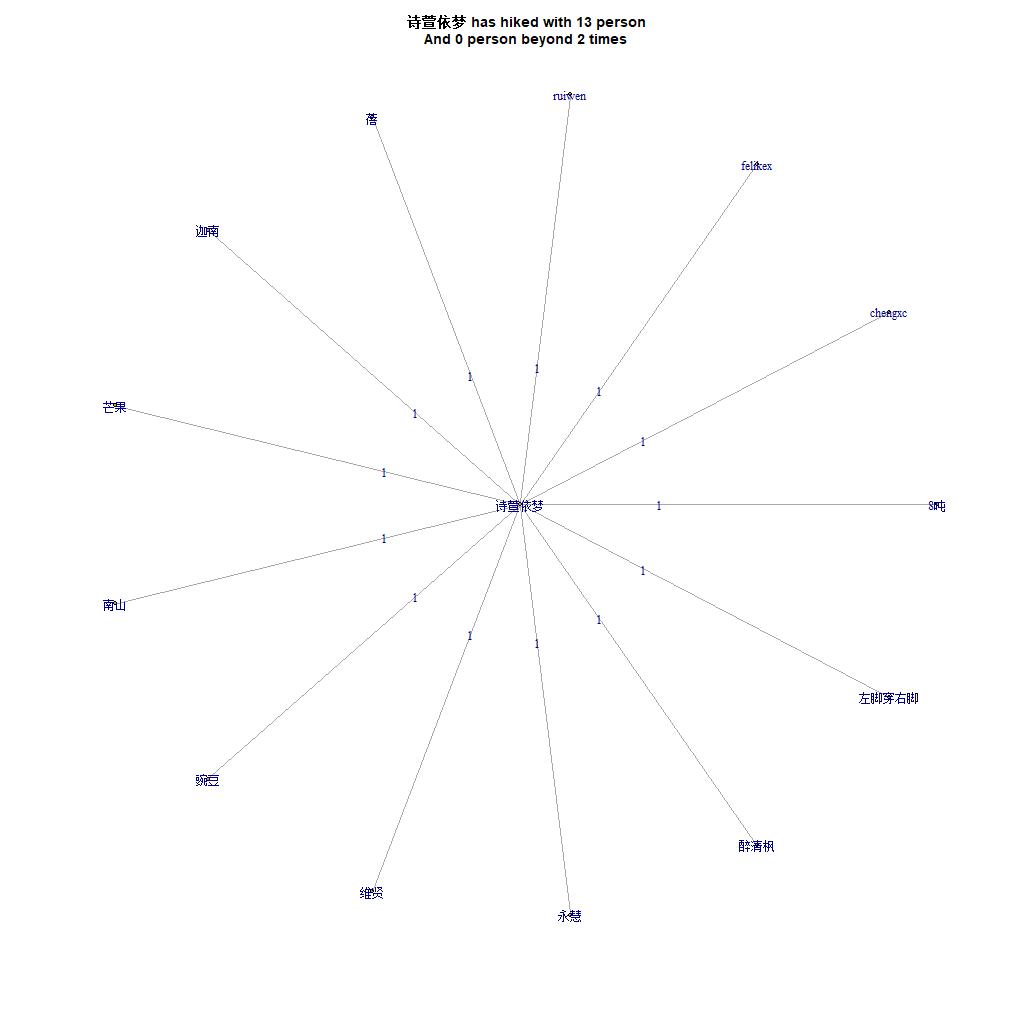 诗萱依梦 has hiked with 13 person
And 0 person beyond 2 times
ruiwen
蓓
felikex
迦南
chengxc
1
1
1
1
芒果
1
1
1
诗萱依梦
1
8吨
1
1
南山
1
1
1
1
左脚穿右脚
豌豆
醉清枫
维贤
永慧